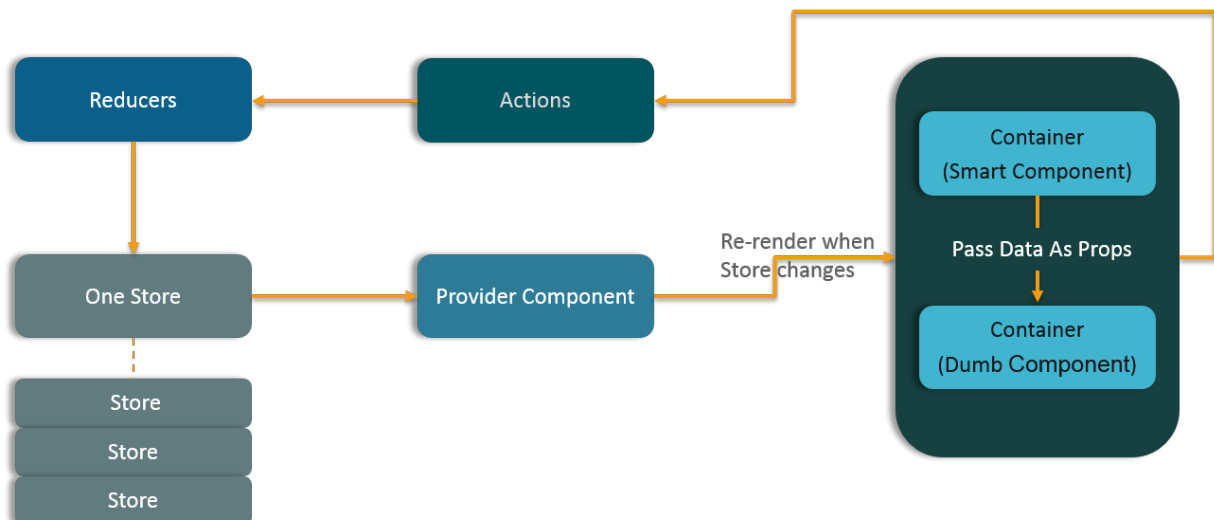 Reducers
Actions
Container
(Smart Component)
Pass Data As Props
Container
(Dumb Component)
Re-render when
Store changes
One Store
Provider Component
Store
Store
Store